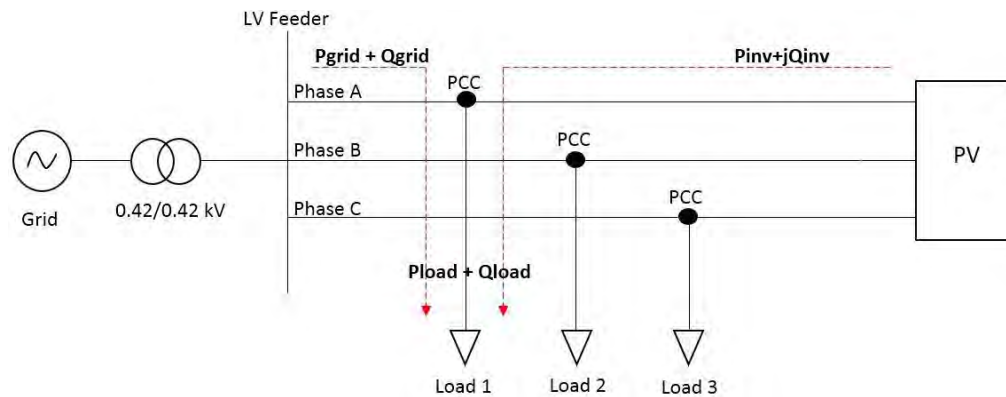 LV Feeder
Pgrid + Qgrid
Pinv+jQinv
PCC
Phase A
PCC
Phase B
PV
PCC
Phase C
Grid
0.42/0.42 kV
Pload + Qload
Load 1
Load 2
Load 3